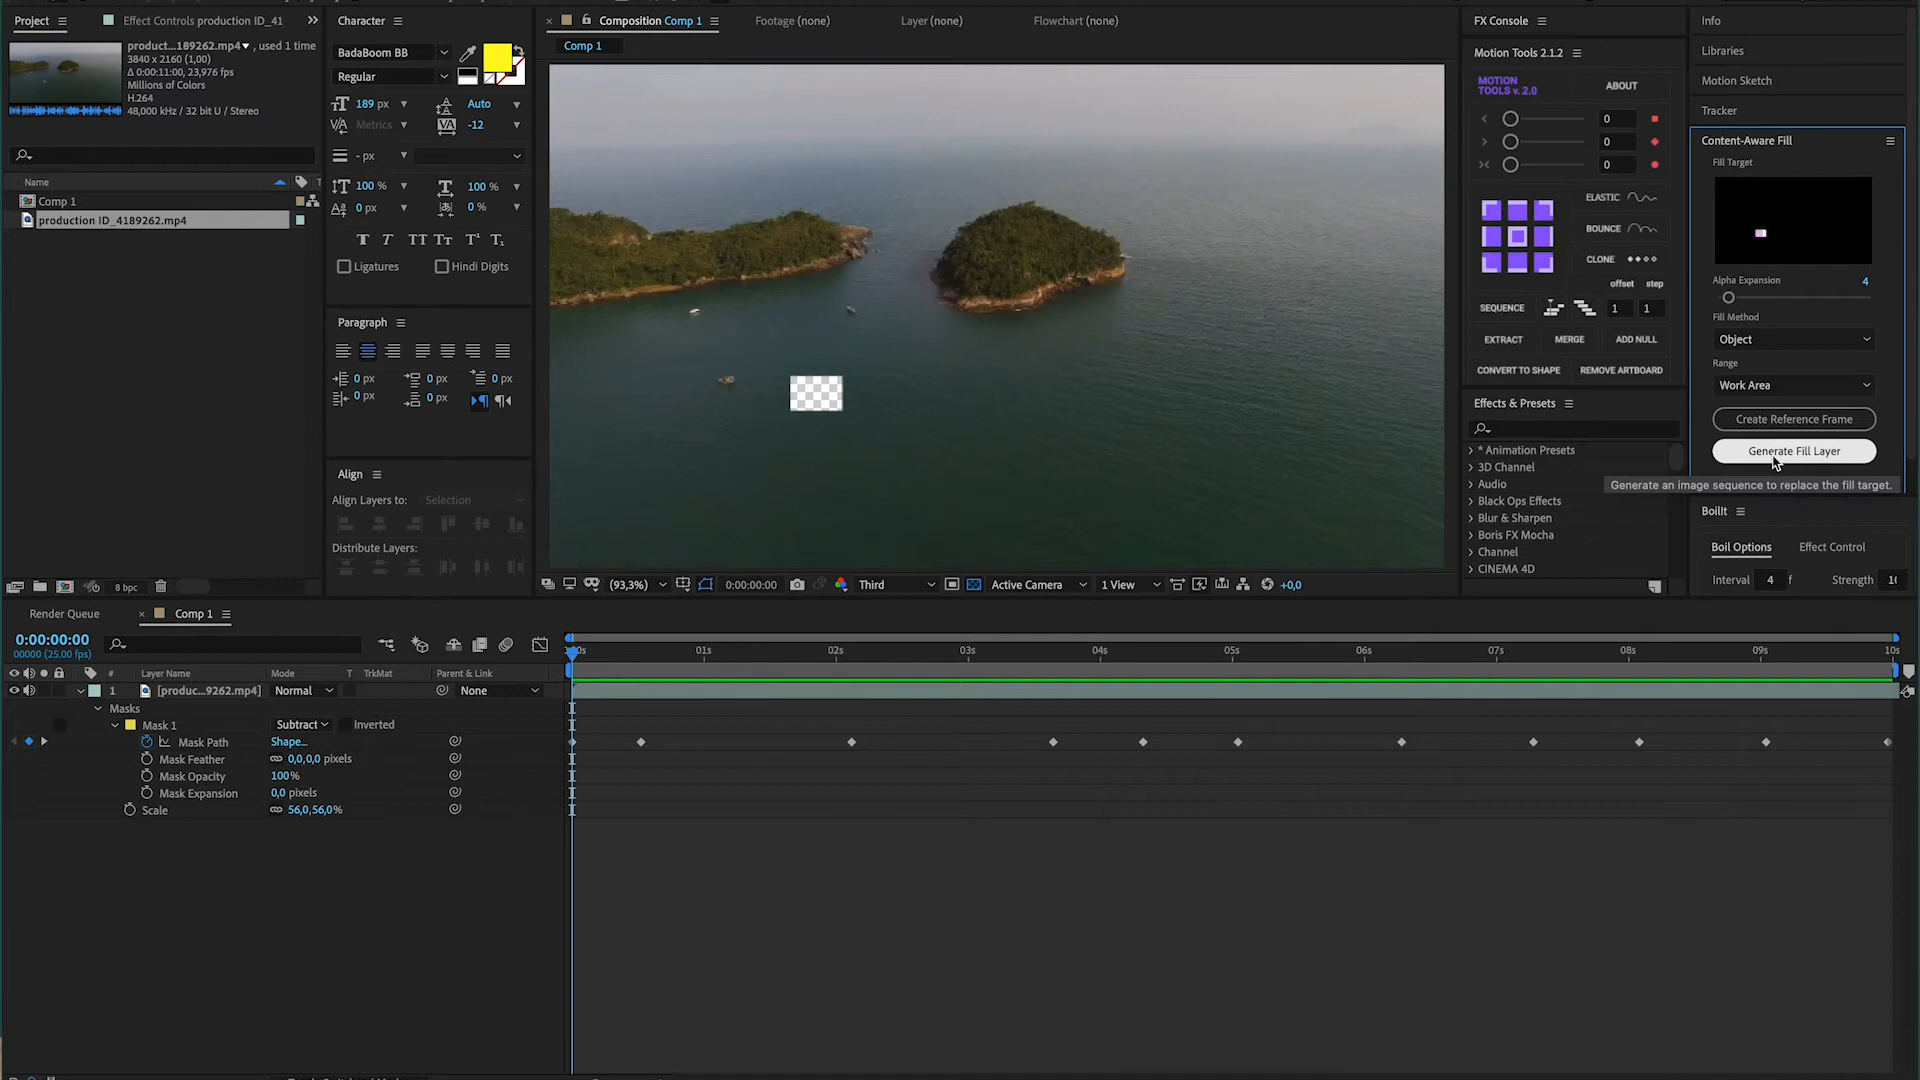 Project
Effect Controls production ID_41
product...189262.mp4 , used 1 time
3840 x 2160 (1,00)
Δ 0:00:11:00, 23,976 fps
Millions of Colors
H.264
48,000 kHz / 32 bit U / Stereo
Name
Comp 1
production ID_4189262.mp4
8 bpc
Character
BadaBoom BB
Regular
189 px
Auto
Metrics
-12
- px
100 %
100 %
0 px
0 %
Ligatures
Hindi Digits
Paragraph
0 px 0 px 0 px
0 px 0 px
Align
Align Layers to: Selection
Distribute Layers:
Composition Comp 1
Footage (none)
Layer (none)
Flowchart (none)
Comp 1
(93,3%)
0:00:00:00
Third
Active Camera
1 View
+0,0
FX Console
Motion Tools 2.1.2
MOTION
TOOLS v. 2.0
ABOUT
0
0
0
ELASTIC
BOUNCE
CLONE
offset step
SEQUENCE
1 1
EXTRACT MERGE ADD NULL
CONVERT TO SHAPE REMOVE ARTBOARD
Effects & Presets
* Animation Presets
3D Channel
Audio
Black Ops Effects
Blur & Sharpen
Boris FX Mocha
Channel
CINEMA 4D
Info
Libraries
Motion Sketch
Tracker
Content-Aware Fill
Fill Target
Alpha Expansion 4
Fill Method
Object
Range
Work Area
Create Reference Frame
Generate Fill Layer
Generate an image sequence to replace the fill target.
BoilIt
Boil Options Effect Control
Interval 4 f Strength
Render Queue
Comp 1
0:00:00:00
00000 (25.00 fps)
# Layer Name Mode T TrkMat Parent & Link
1 [produc...9262.mp4] Normal None
Masks
Mask 1 Subtract Inverted
Mask Path Shape...
Mask Feather 0,0,0,0 pixels
Mask Opacity 100%
Mask Expansion 0,0 pixels
Scale 56,0,56,0%
01s 02s 03s 04s 05s 06s 07s 08s 09s 10s